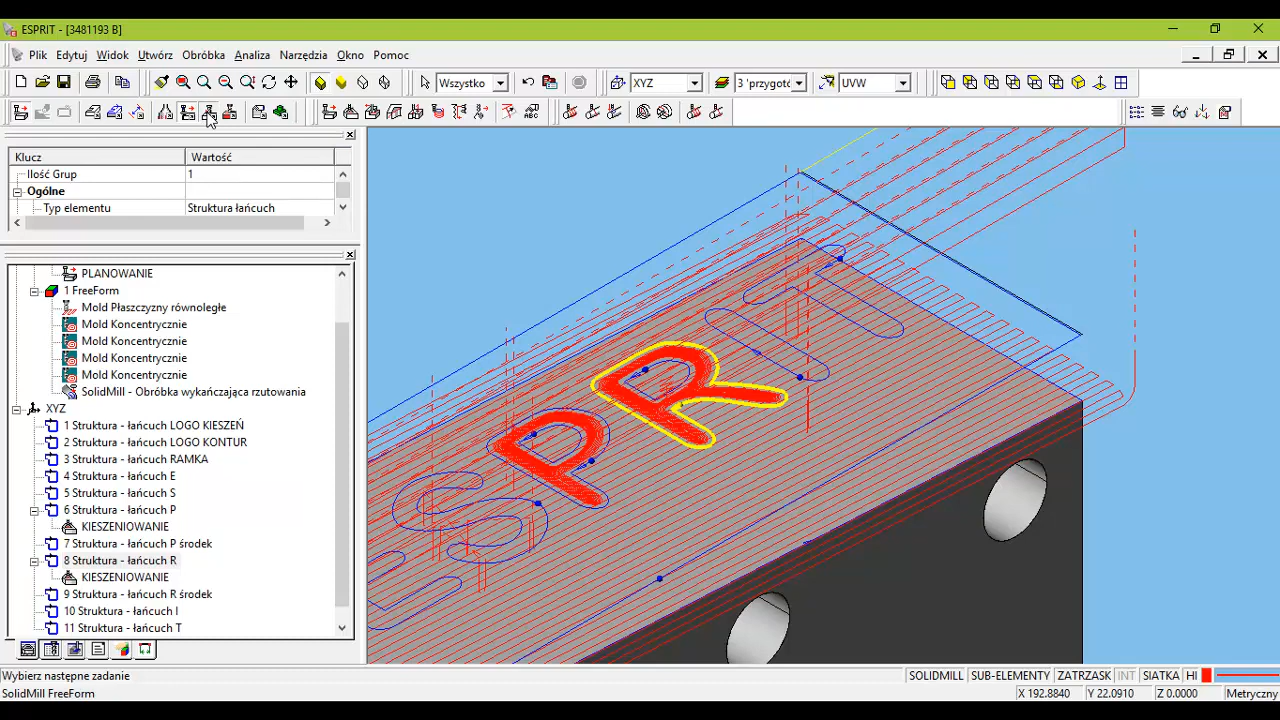 ESPRIT - [3481193 B]
Plik Edytuj Widok Utwórz Obróbka Analiza Narzędzia Okno Pomoc
Wszystko XYZ 3 'przygotó UVW
ABC
Klucz Wartość
Ilość Grup 1
Ogólne
Typ elementu Struktura łańcuch
PLANOWANIE
1 FreeForm
Mold Płaszczyzny równoległe
Mold Koncentrycznie
Mold Koncentrycznie
Mold Koncentrycznie
Mold Koncentrycznie
SolidMill - Obróbka wykańczająca rzutowania
XYZ
1 Struktura - łańcuch LOGO KIESZEŃ
2 Struktura - łańcuch LOGO KONTUR
3 Struktura - łańcuch RAMKA
4 Struktura - łańcuch E
5 Struktura - łańcuch S
6 Struktura - łańcuch P
KIESZENIOWANIE
7 Struktura - łańcuch P środek
8 Struktura - łańcuch R
KIESZENIOWANIE
9 Struktura - łańcuch R środek
10 Struktura - łańcuch I
11 Struktura - łańcuch T
ESPRIT
Wybierz następne zadanie
SOLIDMILL SUB-ELEMENTY ZATRZASK INT SIATKA HI
SolidMill FreeForm
X 192.8840 Y 22.0910 Z 0.0000 Metryczny